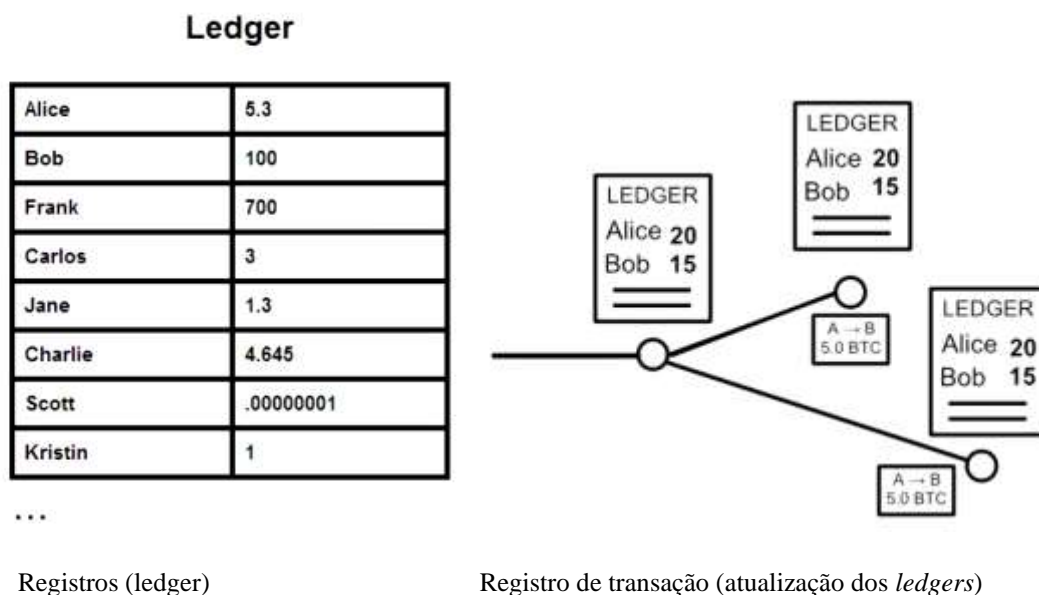 Ledger
Alice 5.3
Bob 100
Frank 700
Carlos 3
Jane 1.3
Charlie 4.645
Scott .00000001
Kristin 1
...
LEDGER
Alice 20
Bob 15
LEDGER
Alice 20
Bob 15
A → B
5.0 BTC
LEDGER
Alice 20
Bob 15
A → B
5.0 BTC
Registros (ledger)
Registro de transação (atualização dos ledgers)